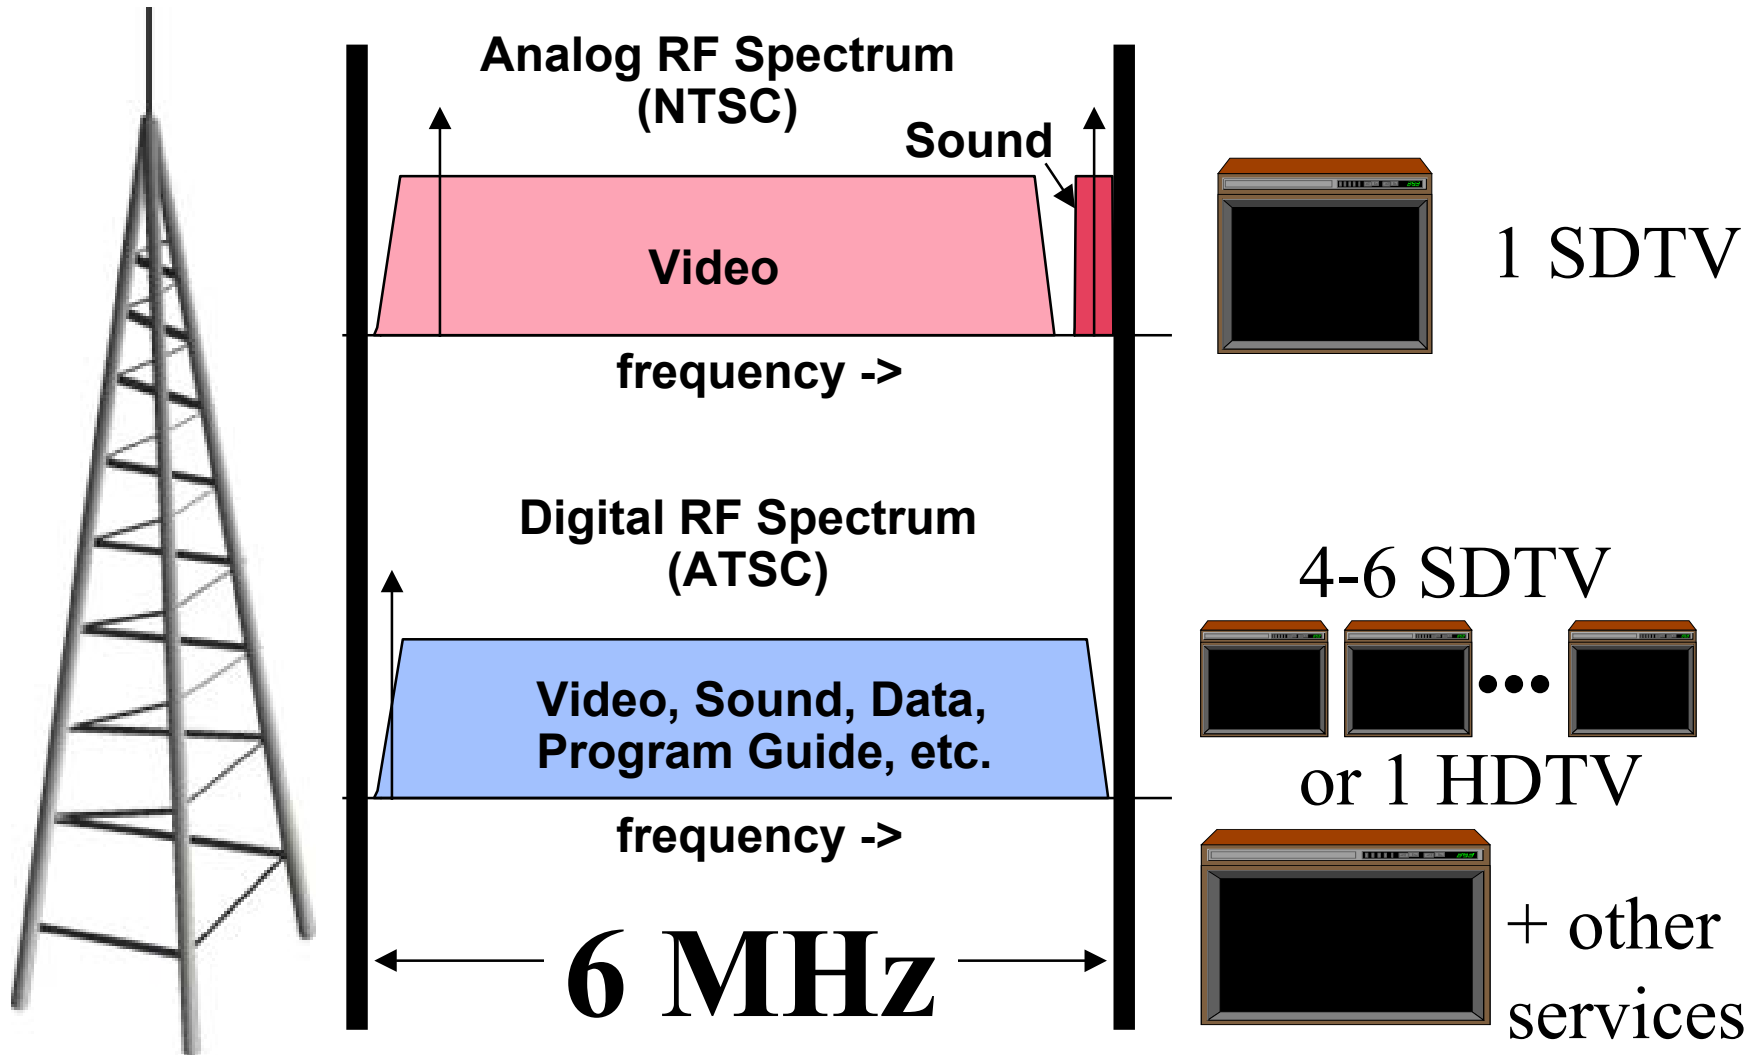 Analog RF Spectrum
(NTSC)
Sound
Video
frequency ->
1 SDTV
Digital RF Spectrum
(ATSC)
Video, Sound, Data,
Program Guide, etc.
frequency ->
4-6 SDTV
or 1 HDTV
+ other
services
6 MHz